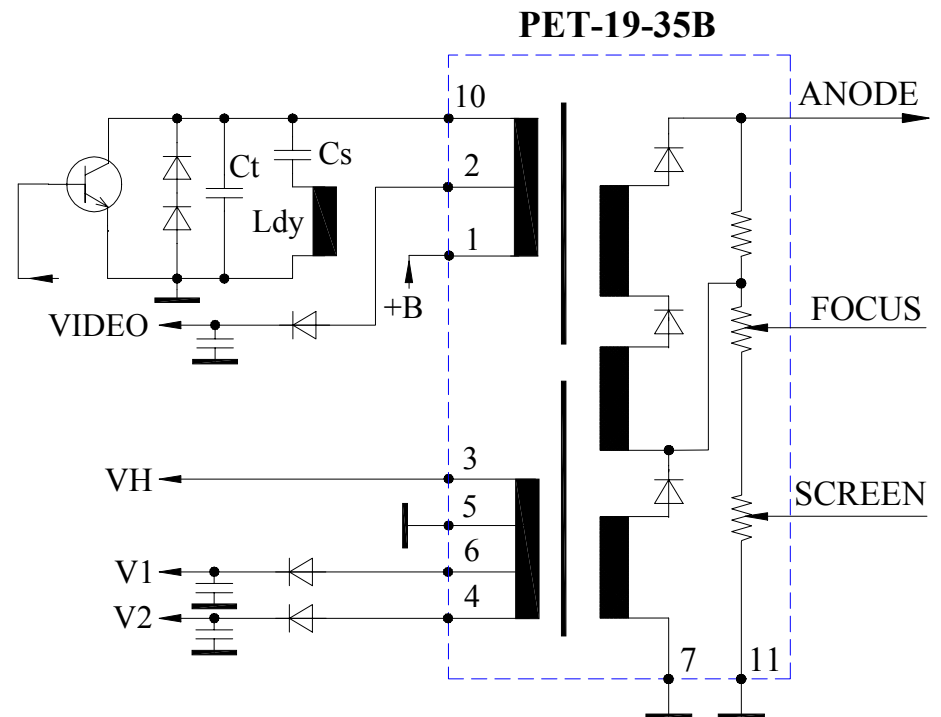 PET-19-35B
10
ANODE
Ct
Cs
2
Ldy
1
+B
VIDEO
FOCUS
3
VH
5
SCREEN
6
V1
4
V2
7
11